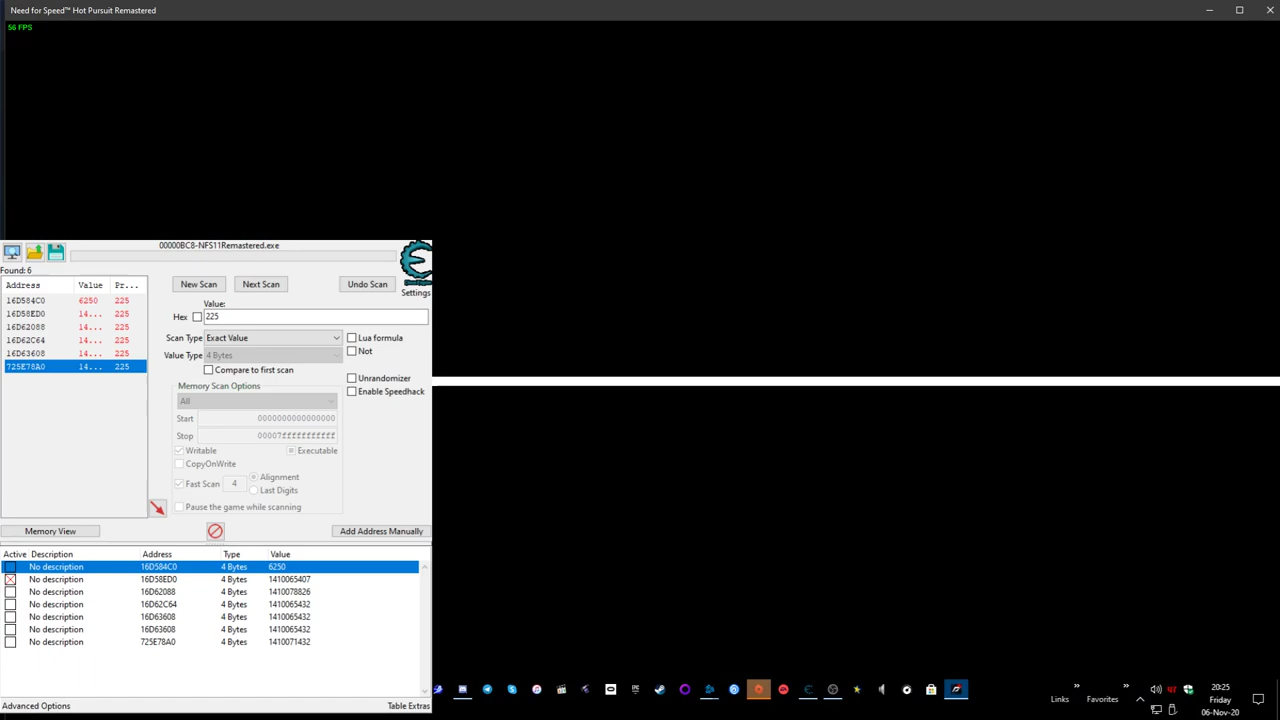 Need for Speed™ Hot Pursuit Remastered
56 FPS
00000BC8-NFS11Remastered.exe
Found: 6
Settings
Address Value Pr...
16D584C0 6250 225
16D58ED0 14... 225
16D62088 14... 225
16D62C64 14... 225
16D63608 14... 225
725E78A0 14... 225
New Scan Next Scan Undo Scan
Value:
Hex 225
Scan Type Exact Value
Value Type 4 Bytes
Compare to first scan
Lua formula
Not
Unrandomizer
Enable Speedhack
Memory Scan Options
All
Start 0000000000000000
Stop 00007fffffffffff
Writable Executable
CopyOnWrite
Fast Scan 4 Alignment
Last Digits
Pause the game while scanning
Memory View Add Address Manually
Active Description Address Type Value
No description 16D584C0 4 Bytes 6250
No description 16D58ED0 4 Bytes 1410065407
No description 16D62088 4 Bytes 1410078826
No description 16D62C64 4 Bytes 1410065432
No description 16D63608 4 Bytes 1410065432
No description 16D63608 4 Bytes 1410065432
No description 725E78A0 4 Bytes 1410071432
Advanced Options Table Extras
Links » Favorites »
20:25
Friday
06-Nov-20